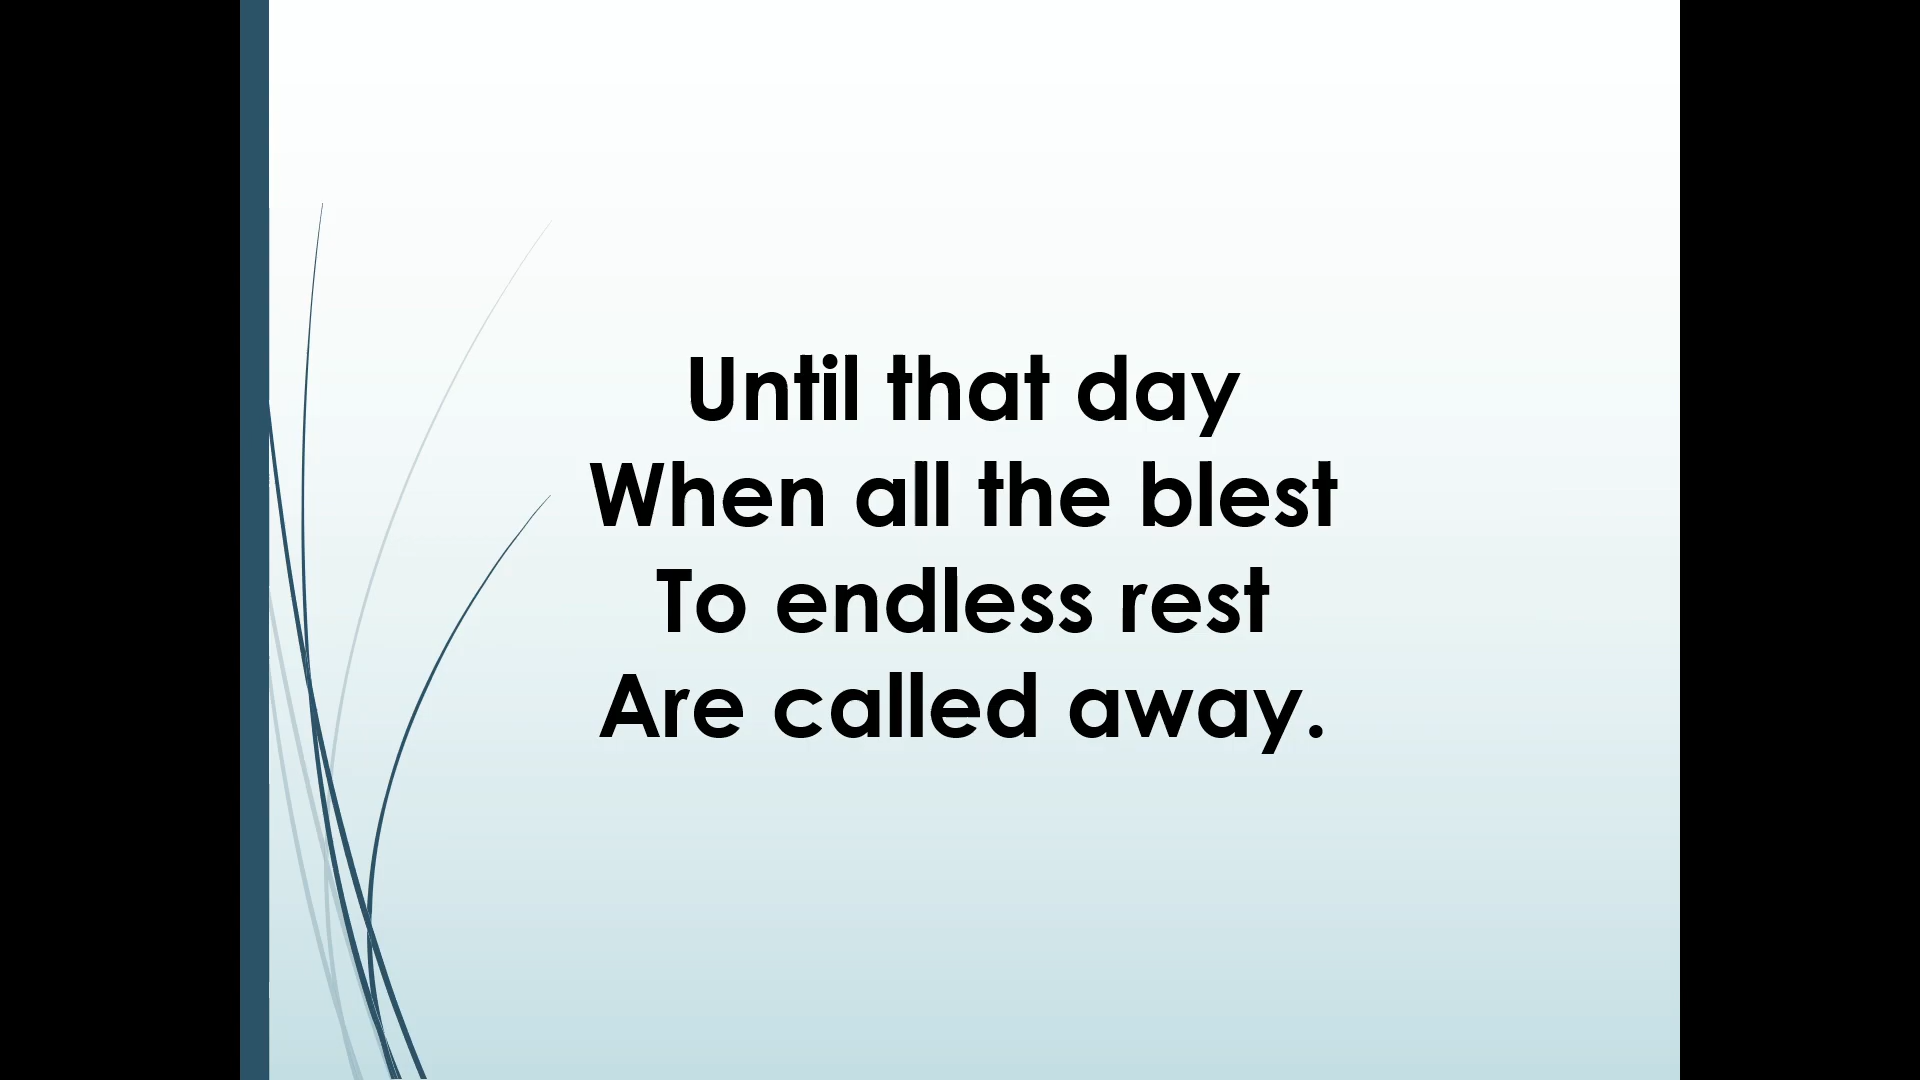 Until that day
When all the blest
To endless rest
Are called away.